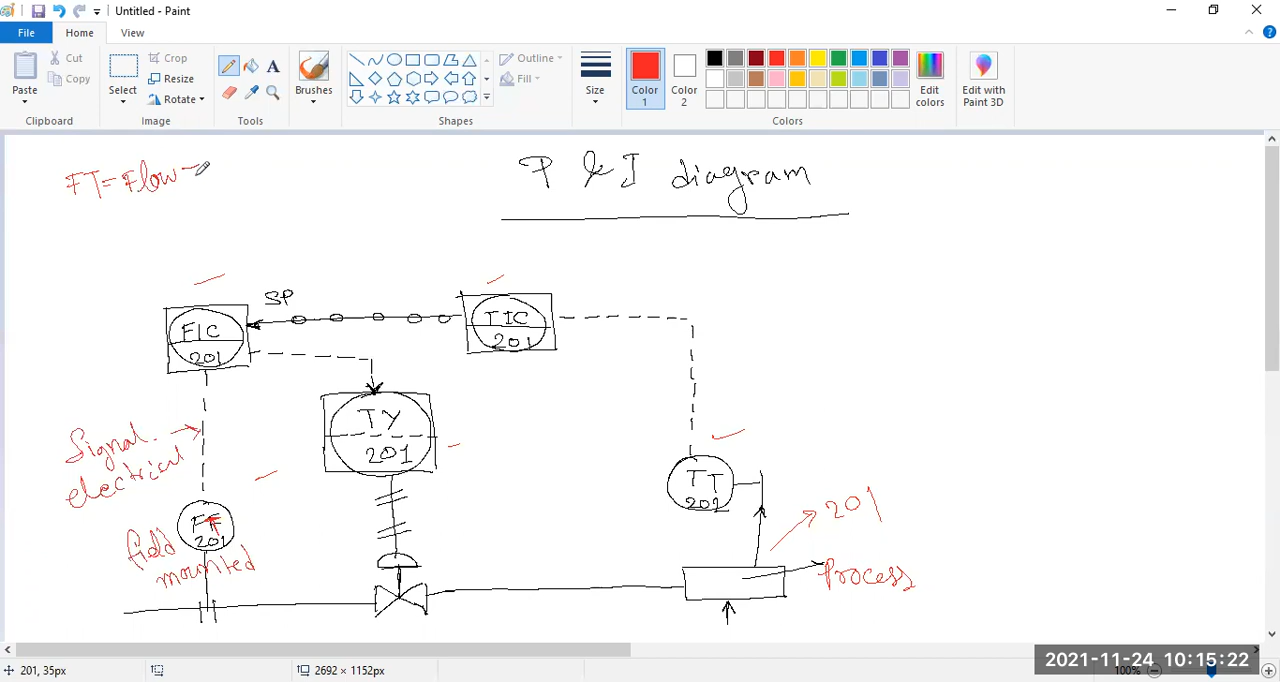 Untitled - Paint
File
Home
View
Paste
Cut
Copy
Clipboard
Select
Crop
Resize
Rotate
Image
A
Tools
Brushes
Shapes
Outline
Fill
Size
Color 1
Color 2
Colors
Edit colors
Edit with Paint 3D
FT=Flow
P & I diagram
SP
FIC
201
TIC
201
TY
201
Signal
electrical
TT
201
201
201
field
mounted
Process
201, 35px
2692 × 1152px
100%
2021-11-24 10:15:22